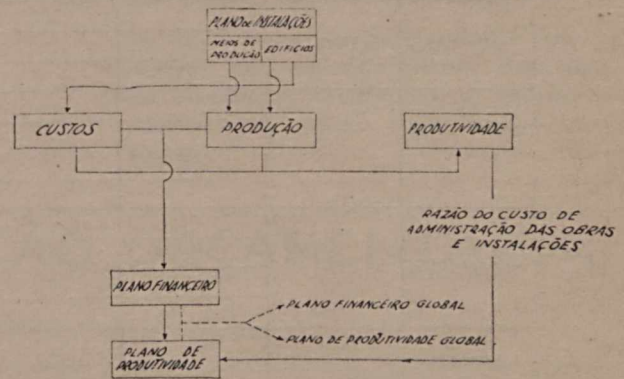 PLANO DE INSTALAÇÕES
MEIOS DE
PRODUÇÃO
EDIFICIOS
CUSTOS
PRODUÇÃO
PRODUTIVIDADE
RAZÃO DO CUSTO DE
ADMINISTRAÇÃO DAS OBRAS
E INSTALAÇÕES
PLANO FINANCEIRO
PLANO FINANCEIRO GLOBAL
PLANO DE PRODUTIVIDADE GLOBAL
PLANO DE
PRODUTIVIDADE